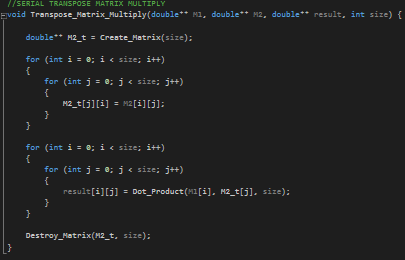 //SERIAL TRANSPOSE MATRIX MULTIPLY
void Transpose_Matrix_Multiply(double** M1, double** M2, double** result, int size) {
double** M2_t = Create_Matrix(size);
for (int i = 0; i < size; i++)
{
for (int j = 0; j < size; j++)
{
M2_t[j][i] = M2[i][j];
}
}
for (int i = 0; i < size; i++)
{
for (int j = 0; j < size; j++)
{
result[i][j] = Dot_Product(M1[i], M2_t[j], size);
}
}
Destroy_Matrix(M2_t, size);
}